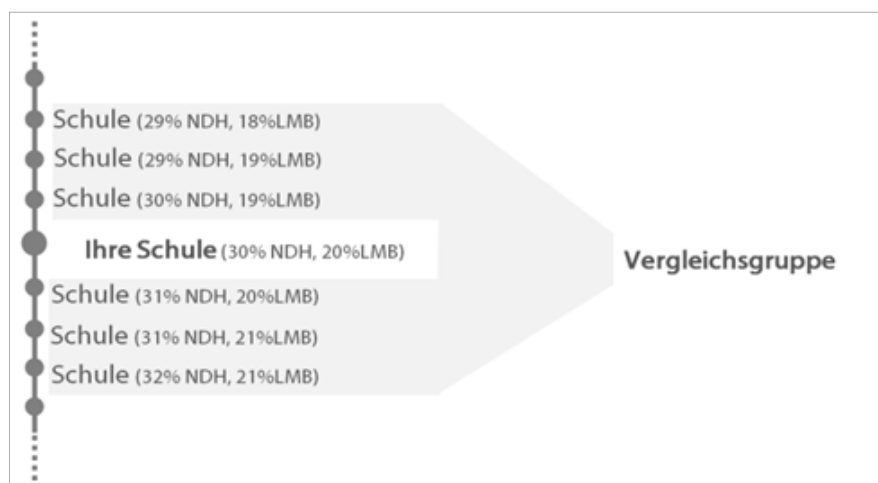 Schule (29% NDH, 18%LMB)
Schule (29% NDH, 19%LMB)
Schule (30% NDH, 19%LMB)
Ihre Schule (30% NDH, 20%LMB)
Vergleichsgruppe
Schule (31% NDH, 20%LMB)
Schule (31% NDH, 21%LMB)
Schule (32% NDH, 21%LMB)